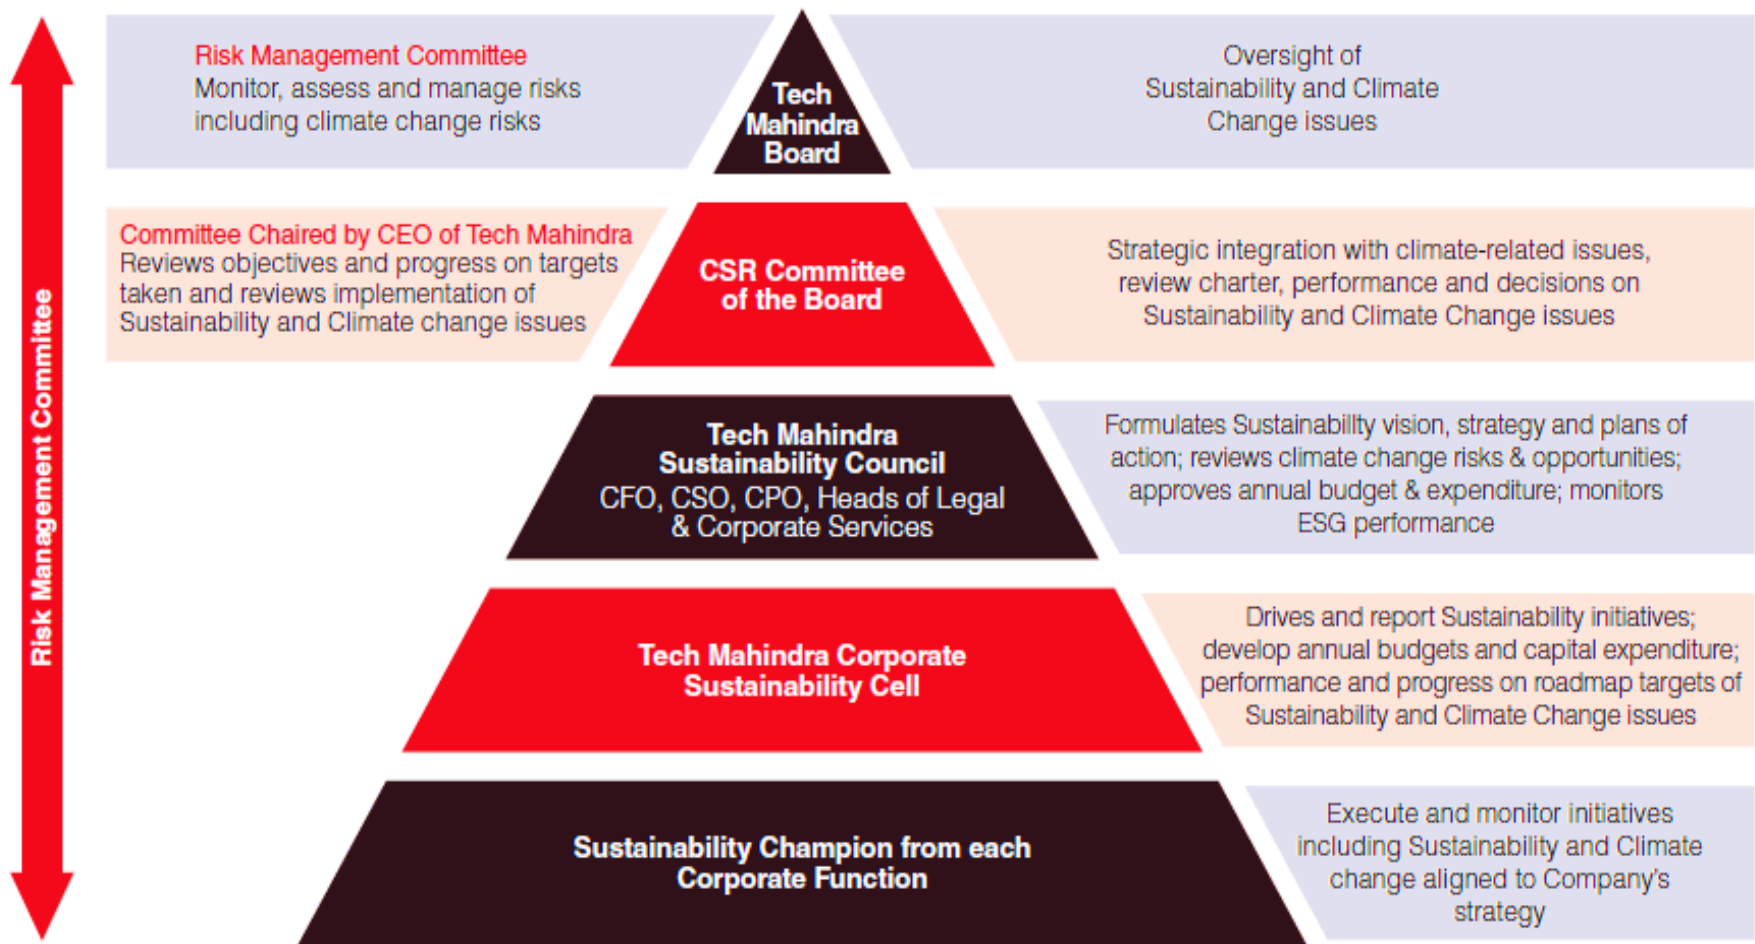 Risk Management Committee
Risk Management Committee
Monitor, assess and manage risks
including climate change risks
Tech
Mahindra
Board
Oversight of
Sustainability and Climate
Change issues
Committee Chaired by CEO of Tech Mahindra
Reviews objectives and progress on targets
taken and reviews implementation of
Sustainability and Climate change issues
CSR Committee
of the Board
Strategic integration with climate-related issues,
review charter, performance and decisions on
Sustainability and Climate Change issues
Tech Mahindra
Sustainability Council
CFO, CSO, CPO, Heads of Legal
& Corporate Services
Formulates Sustainabillty vision, strategy and plans of
action; reviews climate change risks & opportunities;
approves annual budget & expenditure; monitors
ESG performance
Tech Mahindra Corporate
Sustainability Cell
Drives and report Sustainability initiatives;
develop annual budgets and capital expenditure;
performance and progress on roadmap targets of
Sustainability and Climate Change issues
Sustainability Champion from each
Corporate Function
Execute and monitor initiatives
including Sustainability and Climate
change aligned to Company's
strategy